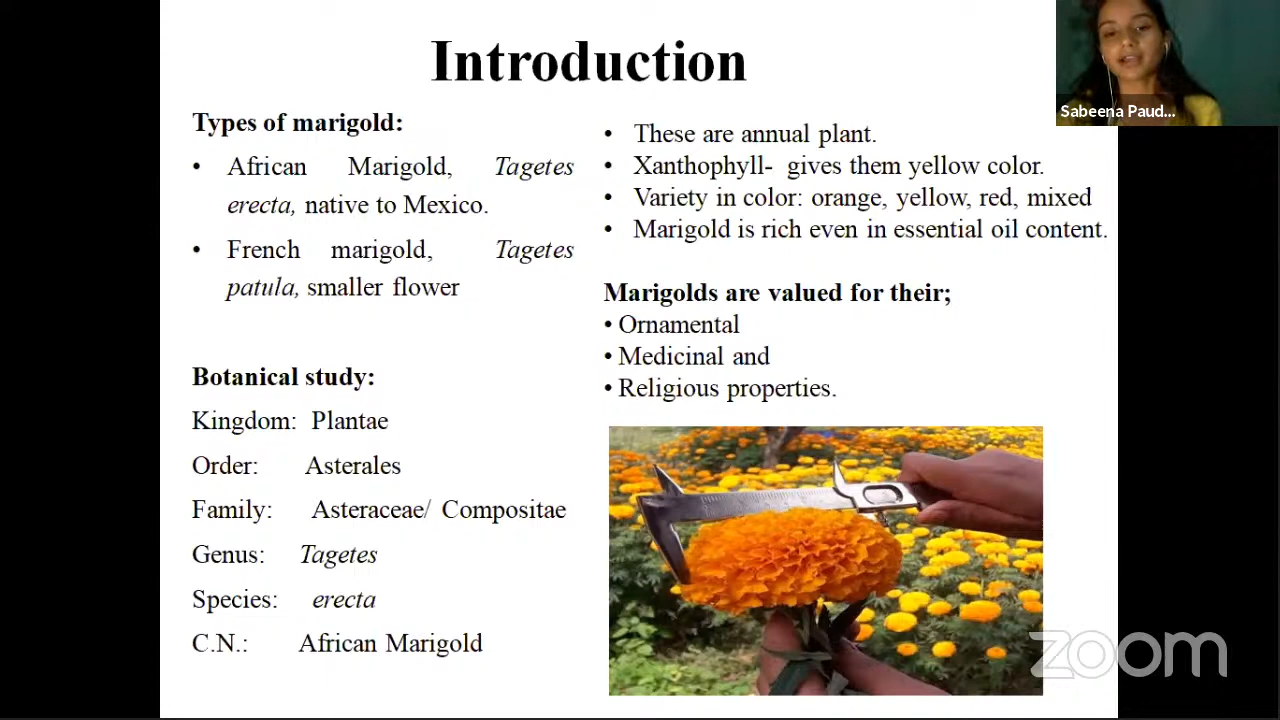 Introduction
Types of marigold:
• African Marigold, Tagetes
erecta, native to Mexico.
• French marigold, Tagetes
patula, smaller flower
Botanical study:
Kingdom: Plantae
Order: Asterales
Family: Asteraceae/ Compositae
Genus: Tagetes
Species: erecta
C.N.: African Marigold
• These are annual plant.
• Xanthophyll- gives them yellow color.
• Variety in color: orange, yellow, red, mixed
• Marigold is rich even in essential oil content.
Marigolds are valued for their;
• Ornamental
• Medicinal and
• Religious properties.
Sabeena Paud...
zoom